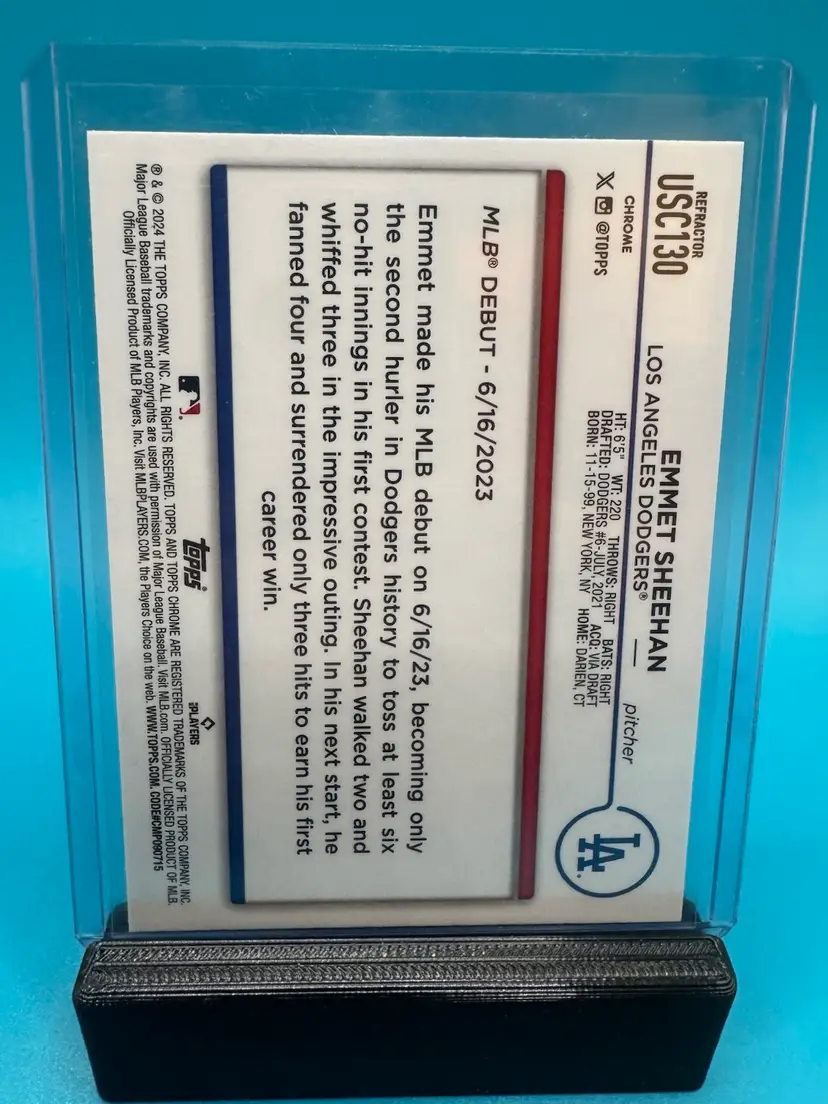 REFRACTOR
USC130
CHROME
X @TOPPS
EMMET SHEEHAN
LOS ANGELES DODGERS®
pitcher
HT: 6'5" WT: 220 THROWS: RIGHT BATS: RIGHT
DRAFTED: DODGERS #6-JULY, 2021 ACQ: VIA DRAFT
BORN: 11-15-99, NEW YORK, NY HOME: DARIEN, CT
LA
MLB® DEBUT - 6/16/2023
Emmet made his MLB debut on 6/16/23, becoming only
the second hurler in Dodgers history to toss at least six
no-hit innings in his first contest. Sheehan walked two and
whiffed three in the impressive outing. In his next start, he
fanned four and surrendered only three hits to earn his first
career win.
topps®
PLAYERS
® & © 2024 THE TOPPS COMPANY, INC. ALL RIGHTS RESERVED. TOPPS AND TOPPS CHROME ARE REGISTERED TRADEMARKS OF THE TOPPS COMPANY, INC.
Major League Baseball trademarks and copyrights are used with permission of Major League Baseball. Visit MLB.com. OFFICIALLY LICENSED PRODUCT OF MLB.
Officially Licensed Product of MLB Players, Inc. Visit MLBPLAYERS.COM, the Players Choice on the web. WWW.TOPPS.COM. CODE#CMP090715